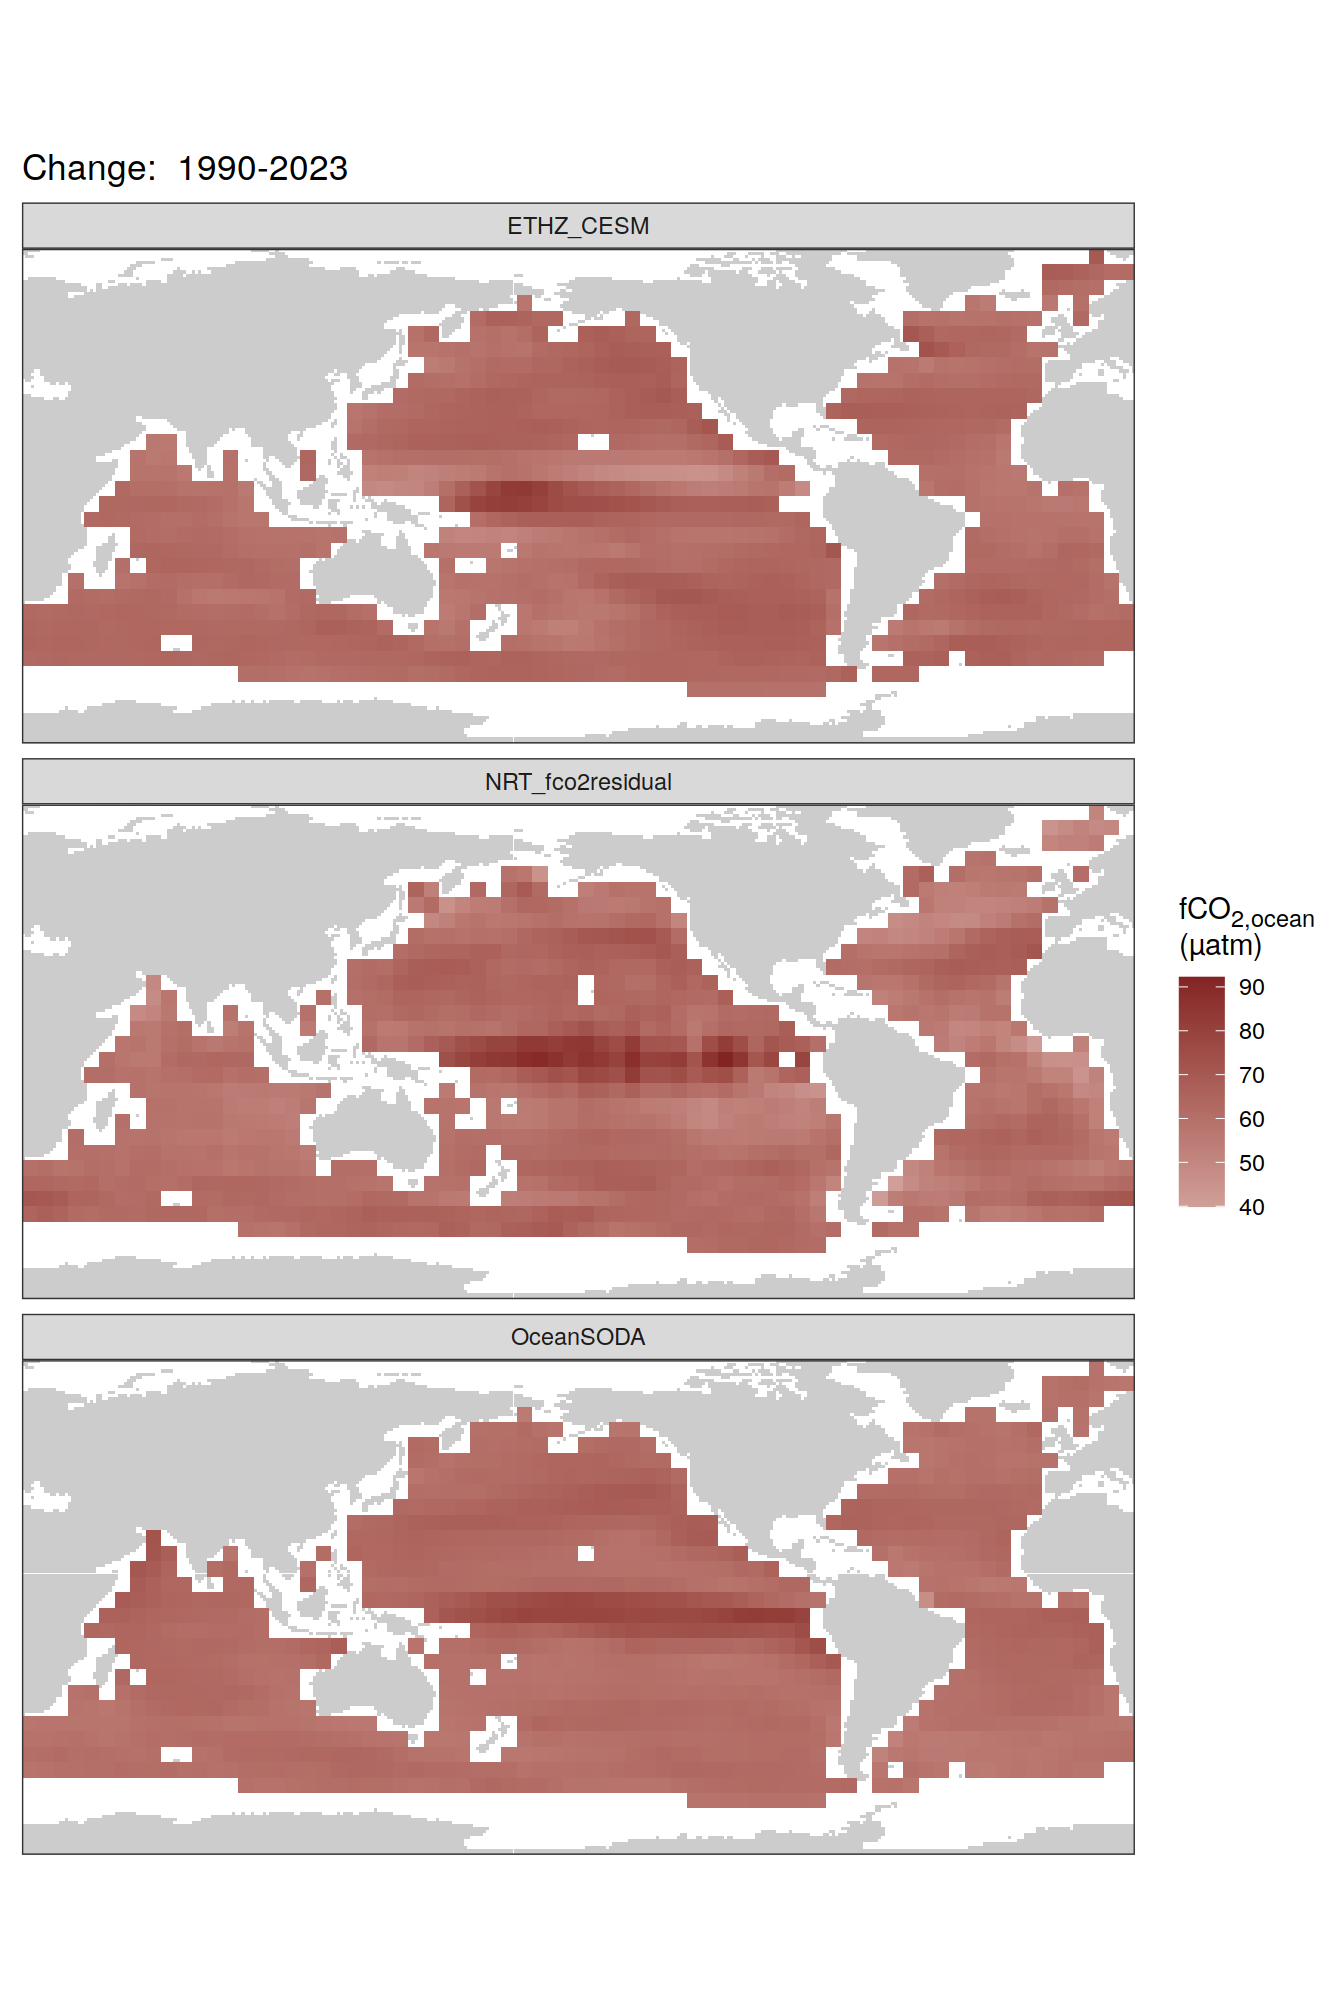 Change: 1990-2023
ETHZ_CESM
NRT_fco2residual
fCO2,ocean
(µatm)
90
80
70
60
50
40
OceanSODA